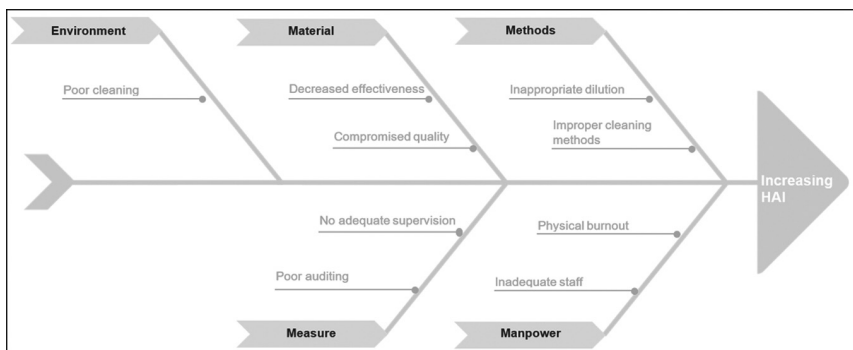 Environment
Material
Methods
Poor cleaning
Decreased effectiveness
Inappropriate dilution
Compromised quality
Improper cleaning
methods
Increasing
HAI
No adequate supervision
Physical burnout
Poor auditing
Inadequate staff
Measure
Manpower